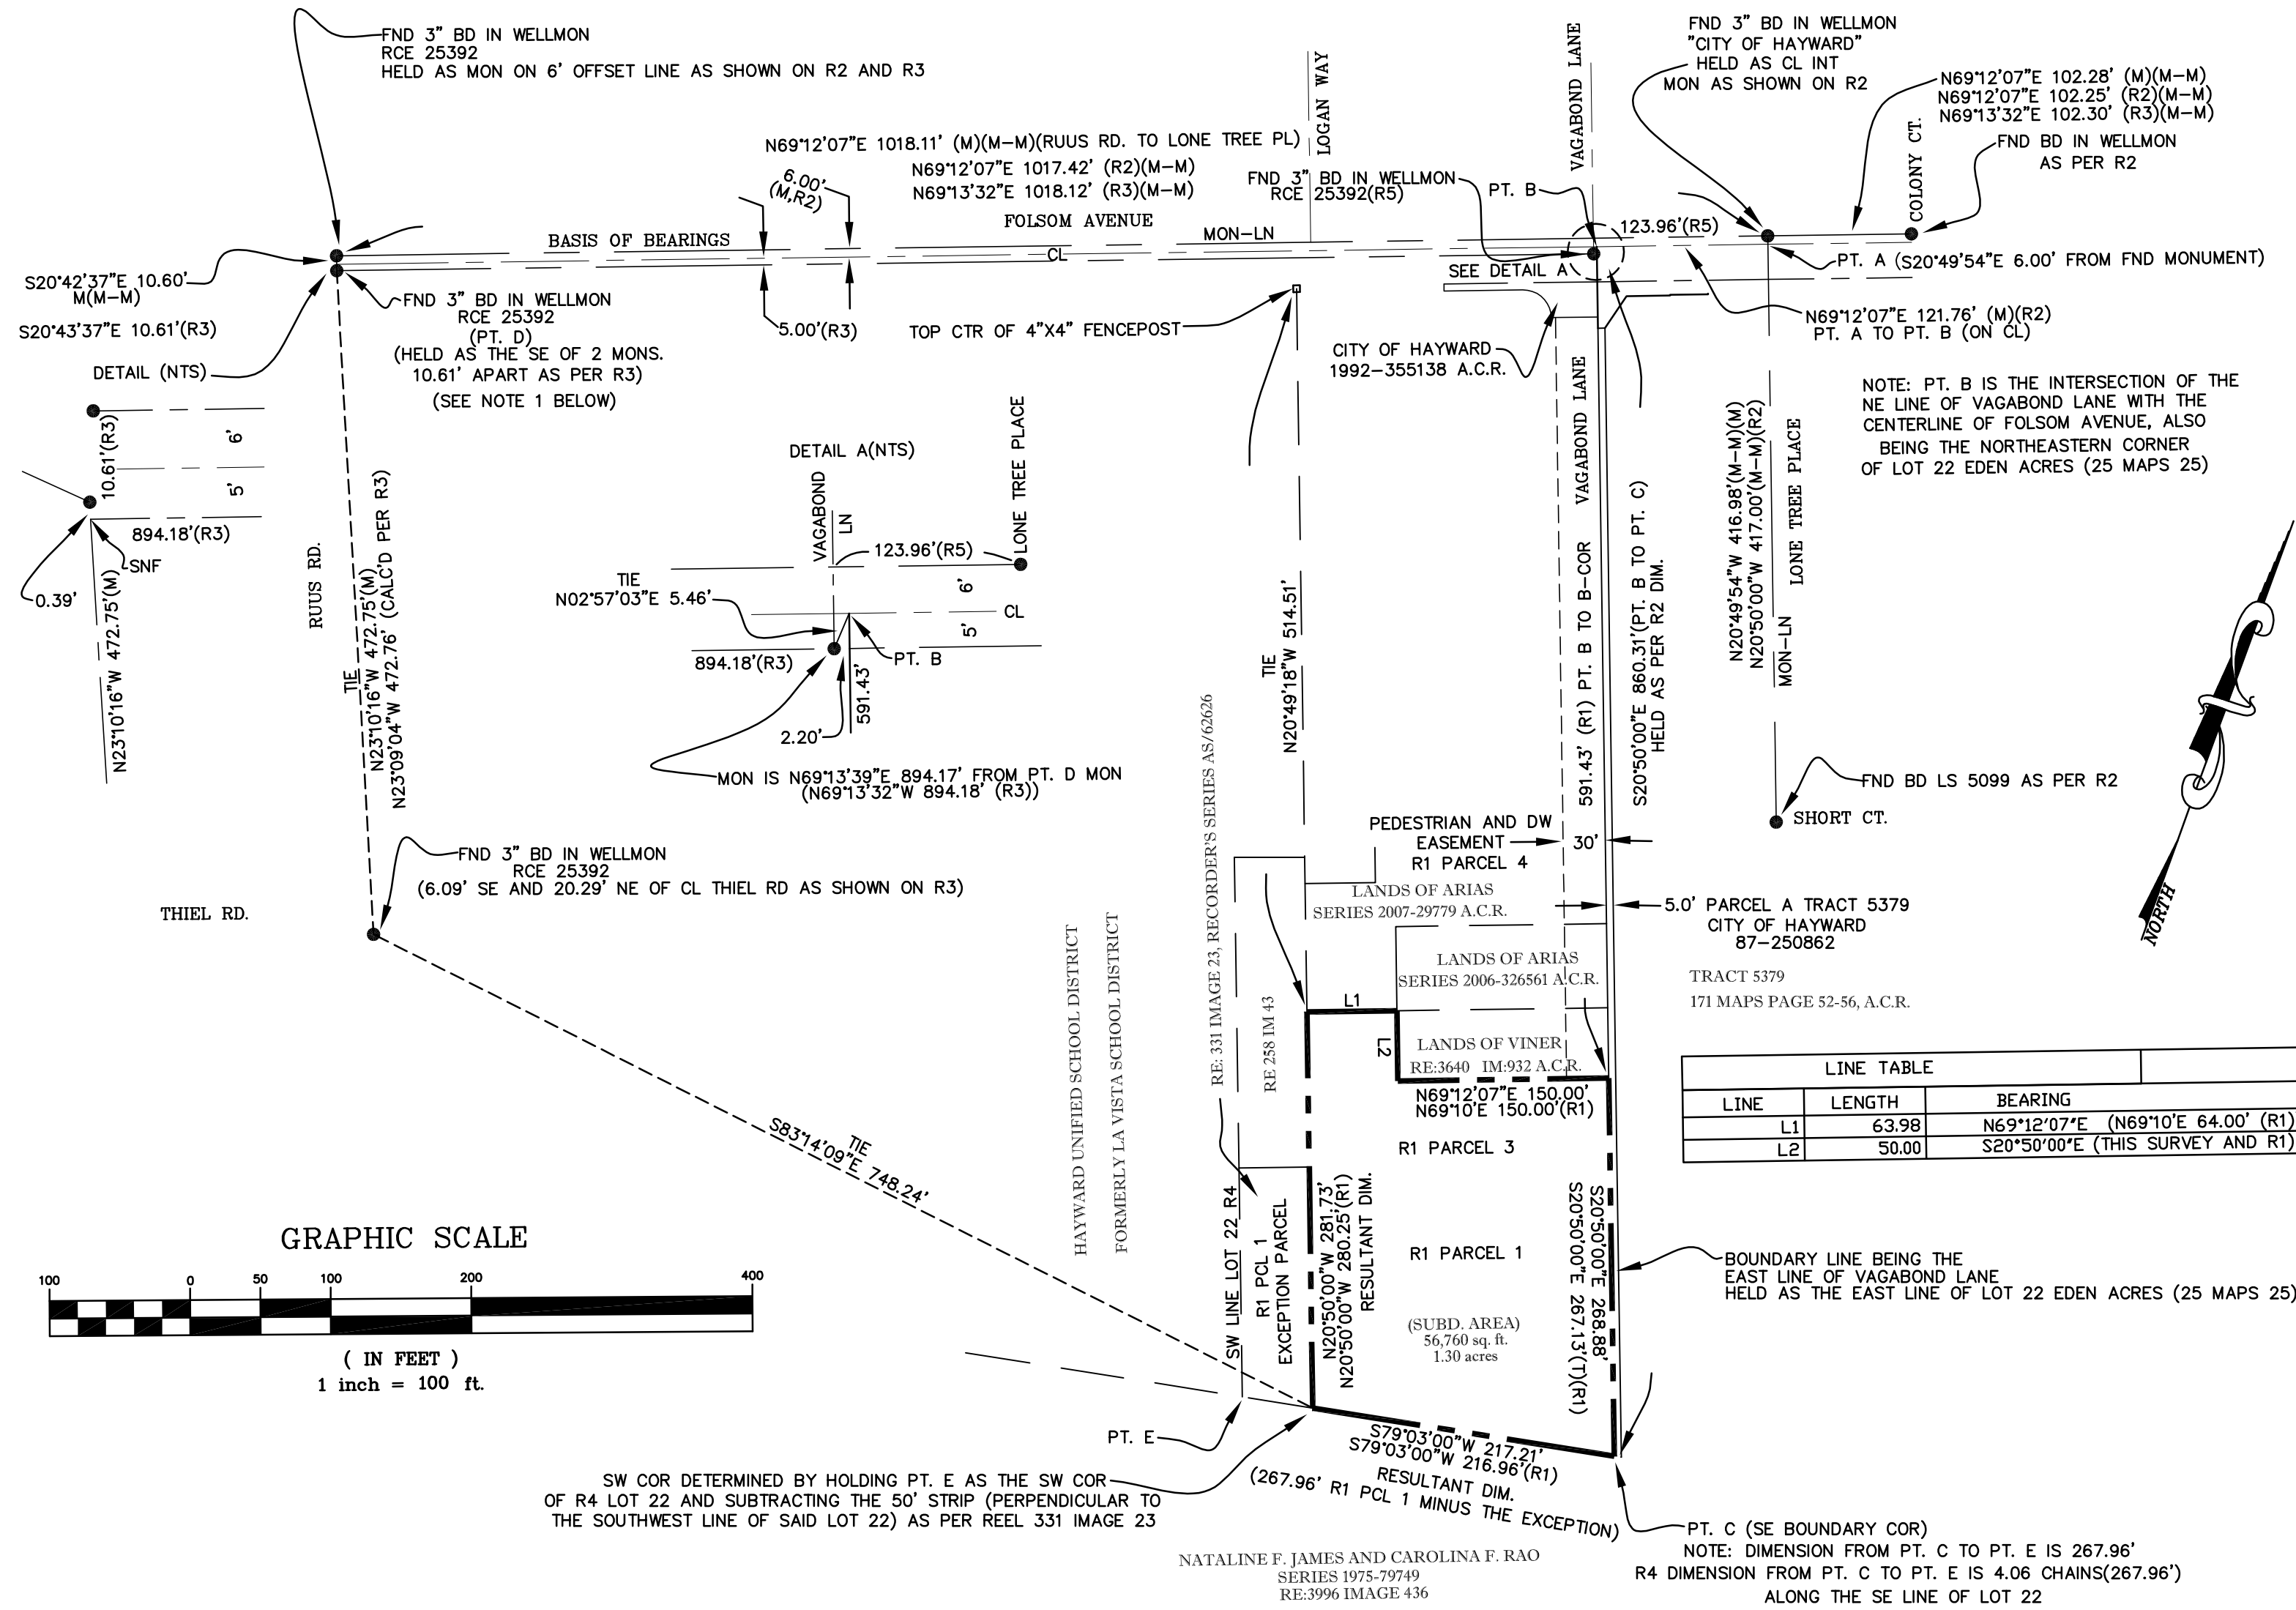 FND 3" BD IN WELLMON
RCE 25392
HELD AS MON ON 6' OFFSET LINE AS SHOWN ON R2 AND R3
N69°12'07"E 1018.11' (M)(M-M)(RUUS RD. TO LONE TREE PL)
N69°12'07"E 1017.42' (R2)(M-M)
N69°13'32"E 1018.12' (R3)(M-M)
6.00'
(M,R2)
FOLSOM AVENUE
BASIS OF BEARINGS
MON-LN
CL
5.00'(R3)
LOGAN WAY
VAGABOND LANE
FND 3" BD IN WELLMON
RCE 25392(R5)
PT. B
FND 3" BD IN WELLMON
"CITY OF HAYWARD"
HELD AS CL INT
MON AS SHOWN ON R2
N69°12'07"E 102.28' (M)(M-M)
N69°12'07"E 102.25' (R2)(M-M)
N69°13'32"E 102.30' (R3)(M-M)
COLONY CT.
FND BD IN WELLMON
AS PER R2
123.96'(R5)
SEE DETAIL A
PT. A (S20°49'54"E 6.00' FROM FND MONUMENT)
N69°12'07"E 121.76' (M)(R2)
PT. A TO PT. B (ON CL)
S20°42'37"E 10.60'
M(M-M)
S20°43'37"E 10.61'(R3)
DETAIL (NTS)
FND 3" BD IN WELLMON
RCE 25392
(PT. D)
(HELD AS THE SE OF 2 MONS.
10.61' APART AS PER R3)
(SEE NOTE 1 BELOW)
TOP CTR OF 4"X4" FENCEPOST
CITY OF HAYWARD
1992-355138 A.C.R.
NOTE: PT. B IS THE INTERSECTION OF THE
NE LINE OF VAGABOND LANE WITH THE
CENTERLINE OF FOLSOM AVENUE, ALSO
BEING THE NORTHEASTERN CORNER
OF LOT 22 EDEN ACRES (25 MAPS 25)
10.61'(R3)
6'
5'
894.18'(R3)
SNF
0.39'
N23°10'16"W 472.75'(M)
RUUS RD.
TIE
N23°10'16"W 472.75'(M)
N23°09'04"W 472.76' (CALC'D PER R3)
DETAIL A(NTS)
VAGABOND
LN
LONE TREE PLACE
123.96'(R5)
6'
CL
5'
TIE
N02°57'03"E 5.46'
894.18'(R3)
PT. B
591.43'
2.20'
MON IS N69°13'39"E 894.17' FROM PT. D MON
(N69°13'32"W 894.18' (R3))
TIE
N20°49'18"W 514.51'
VAGABOND LANE
591.43' (R1) PT. B TO B-COR
S20°50'00"E 860.31'(PT. B TO PT. C)
HELD AS PER R2 DIM.
N20°49'54"W 416.98'(M-M)(M)
N20°50'00"W 417.00'(M-M)(R2)
MON-LN
LONE TREE PLACE
FND BD LS 5099 AS PER R2
SHORT CT.
NORTH
FND 3" BD IN WELLMON
RCE 25392
(6.09' SE AND 20.29' NE OF CL THIEL RD AS SHOWN ON R3)
THIEL RD.
PEDESTRIAN AND DW
EASEMENT
30'
R1 PARCEL 4
LANDS OF ARIAS
SERIES 2007-29779 A.C.R.
5.0' PARCEL A TRACT 5379
CITY OF HAYWARD
87-250862
LANDS OF ARIAS
SERIES 2006-326561 A.C.R.
TRACT 5379
171 MAPS PAGE 52-56, A.C.R.
L1
L2
LANDS OF VINER
RE:3640 IM:932 A.C.R.
N69°12'07"E 150.00'
N69°10'E 150.00'(R1)
LINE TABLE
LINE LENGTH BEARING
L1 63.98 N69°12'07"E (N69°10'E 64.00' (R1)
L2 50.00 S20°50'00"E (THIS SURVEY AND R1)
RE: 331 IMAGE 23, RECORDER'S SERIES AS/62626
RE 258 IM 43
HAYWARD UNIFIED SCHOOL DISTRICT
FORMERLY LA VISTA SCHOOL DISTRICT
TIE
S83°14'09"E 748.24'
R1 PARCEL 3
SW LINE LOT 22 R4
R1 PCL 1
EXCEPTION PARCEL
N20°50'00"W 281.73'
N20°50'00"W 280.25'(R1)
RESULTANT DIM.
R1 PARCEL 1
(SUBD. AREA)
56,760 sq. ft.
1.30 acres
S20°50'00"E 268.88'
S20°50'00"E 267.13'(T)(R1)
BOUNDARY LINE BEING THE
EAST LINE OF VAGABOND LANE
HELD AS THE EAST LINE OF LOT 22 EDEN ACRES (25 MAPS 25)
GRAPHIC SCALE
100 0 50 100 200 400
( IN FEET )
1 inch = 100 ft.
PT. E
S79°03'00"W 217.21'
S79°03'00"W 216.96'(R1)
RESULTANT DIM.
(267.96' R1 PCL 1 MINUS THE EXCEPTION)
SW COR DETERMINED BY HOLDING PT. E AS THE SW COR
OF R4 LOT 22 AND SUBTRACTING THE 50' STRIP (PERPENDICULAR TO
THE SOUTHWEST LINE OF SAID LOT 22) AS PER REEL 331 IMAGE 23
PT. C (SE BOUNDARY COR)
NOTE: DIMENSION FROM PT. C TO PT. E IS 267.96'
R4 DIMENSION FROM PT. C TO PT. E IS 4.06 CHAINS(267.96')
ALONG THE SE LINE OF LOT 22
NATALINE F. JAMES AND CAROLINA F. RAO
SERIES 1975-79749
RE:3996 IMAGE 436